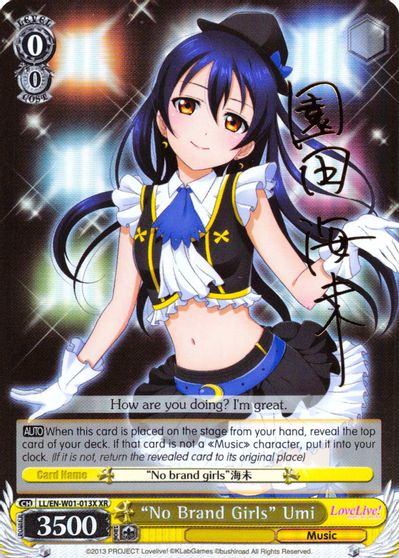 LEVEL
0
0
COST
園田海未
How are you doing? I'm great.
AUTO When this card is placed on the stage from your hand, reveal the
top card of your deck. If that card is not a «Music» character, put it into your
clock. (If it is not, return the revealed card to its original place)
Card Name
"No brand girls"海未
CH LL/EN-W01-013X XR
POWER 3500
"No Brand Girls" Umi
LoveLive!
Music
©2013 PROJECT Lovelive! ©KLabGames ©bushiroad All Rights Reserved.